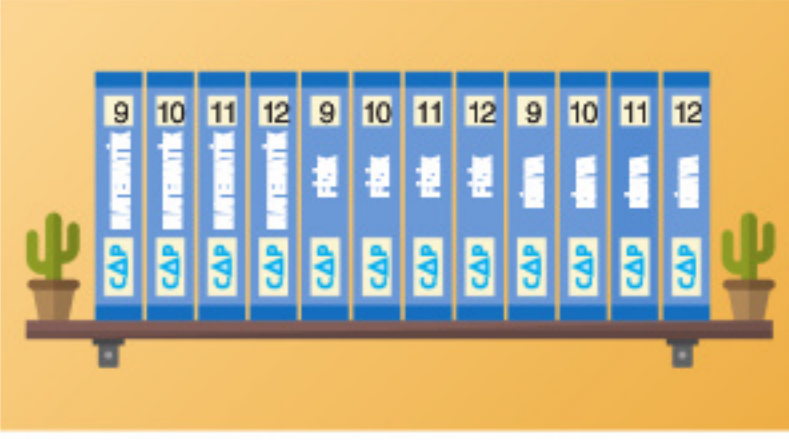 9 10 11 12 9 10 11 12 9 10 11 12
MATEMATİK MATEMATİK MATEMATİK MATEMATİK FİZİK FİZİK FİZİK FİZİK KİMYA KİMYA KİMYA KİMYA
ÇAP ÇAP ÇAP ÇAP ÇAP ÇAP ÇAP ÇAP ÇAP ÇAP ÇAP ÇAP